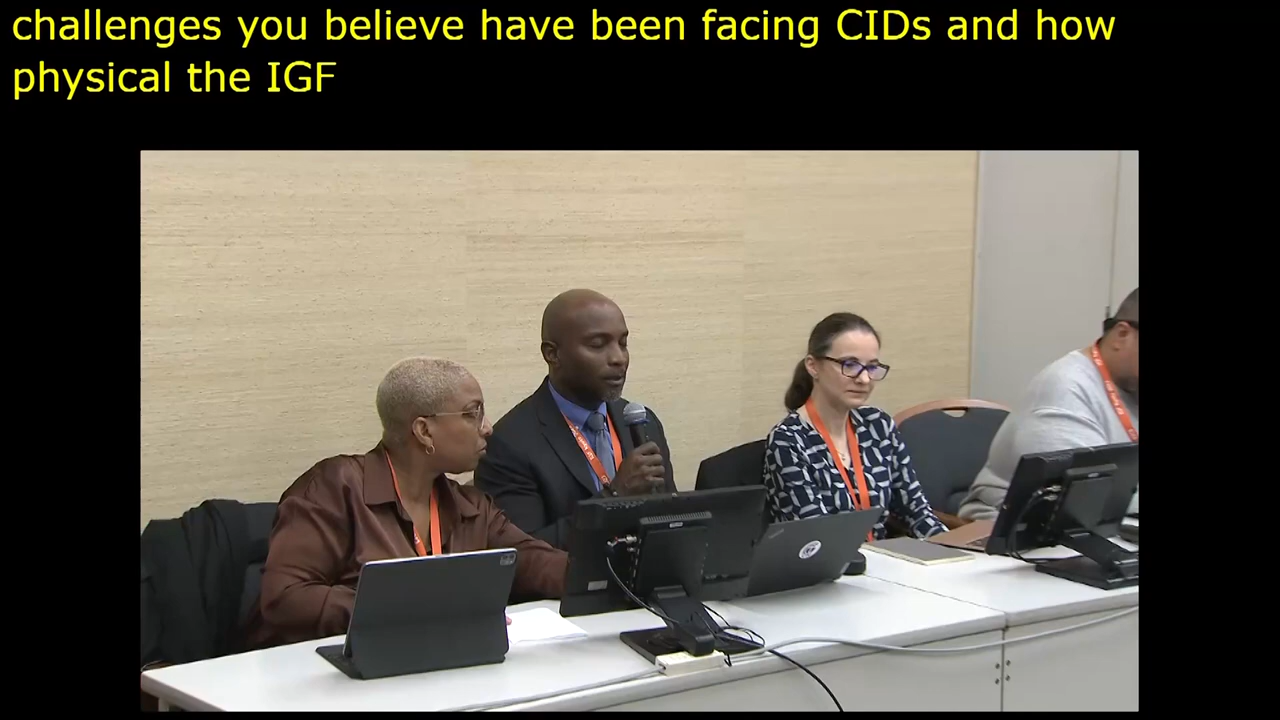 challenges you believe have been facing CIDs and how
physical the IGF